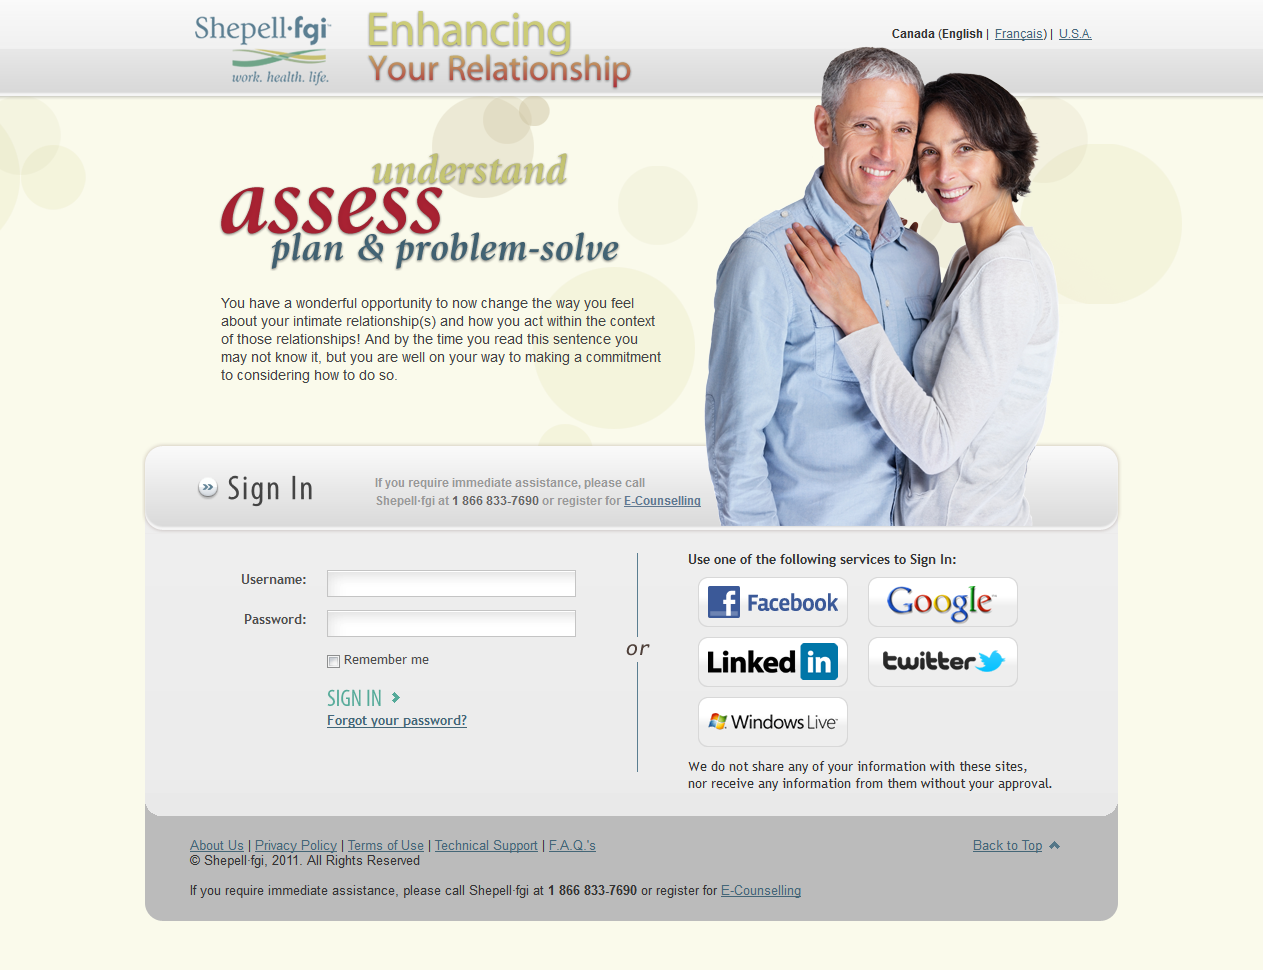 Shepell·fgi™
work. health. life.
Enhancing
Your Relationship
Canada (English | Français) | U.S.A.
understand
assess
plan & problem-solve
You have a wonderful opportunity to now change the way you feel
about your intimate relationship(s) and how you act within the context
of those relationships! And by the time you read this sentence you
may not know it, but you are well on your way to making a commitment
to considering how to do so.
Sign In
If you require immediate assistance, please call
Shepell·fgi at 1 866 833-7690 or register for E-Counselling
Username:
Password:
Remember me
SIGN IN
Forgot your password?
or
Use one of the following services to Sign In:
Facebook
Google™
Linked in
twitter
Windows Live™
We do not share any of your information with these sites,
nor receive any information from them without your approval.
About Us | Privacy Policy | Terms of Use | Technical Support | F.A.Q.'s
Back to Top
© Shepell·fgi, 2011. All Rights Reserved
If you require immediate assistance, please call Shepell·fgi at 1 866 833-7690 or register for E-Counselling